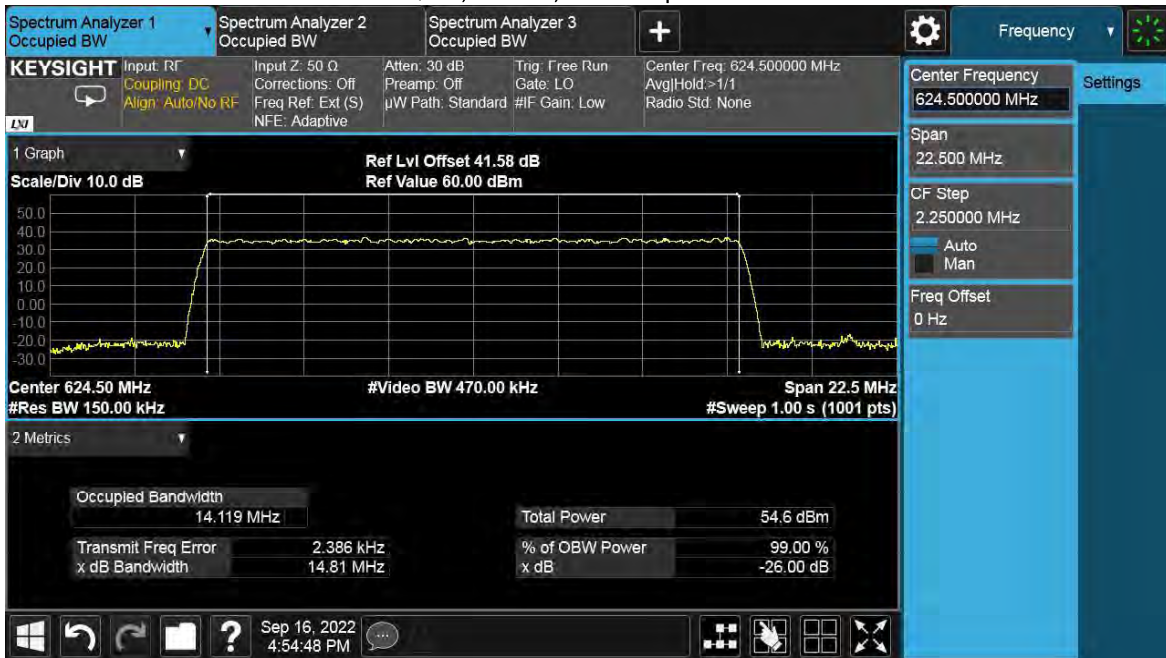 Spectrum Analyzer 1
Occupied BW
Spectrum Analyzer 2
Occupied BW
Spectrum Analyzer 3
Occupied BW
+
Frequency
KEYSIGHT
LXI
Input: RF
Coupling: DC
Align: Auto/No RF
Input Z: 50 Ω
Corrections: Off
Freq Ref: Ext (S)
NFE: Adaptive
Atten: 30 dB
Preamp: Off
µW Path: Standard
Trig: Free Run
Gate: LO
#IF Gain: Low
Center Freq: 624.500000 MHz
Avg|Hold:>1/1
Radio Std: None
Center Frequency
624.500000 MHz
Settings
Span
22.500 MHz
CF Step
2.250000 MHz
Auto
Man
Freq Offset
0 Hz
1 Graph
Scale/Div 10.0 dB
Ref Lvl Offset 41.58 dB
Ref Value 60.00 dBm
50.0
40.0
30.0
20.0
10.0
0.00
-10.0
-20.0
-30.0
Center 624.50 MHz
#Video BW 470.00 kHz
Span 22.5 MHz
#Res BW 150.00 kHz
#Sweep 1.00 s (1001 pts)
2 Metrics
Occupied Bandwidth
14.119 MHz
Total Power 54.6 dBm
Transmit Freq Error 2.386 kHz
% of OBW Power 99.00 %
x dB Bandwidth 14.81 MHz
x dB -26.00 dB
?
Sep 16, 2022
4:54:48 PM